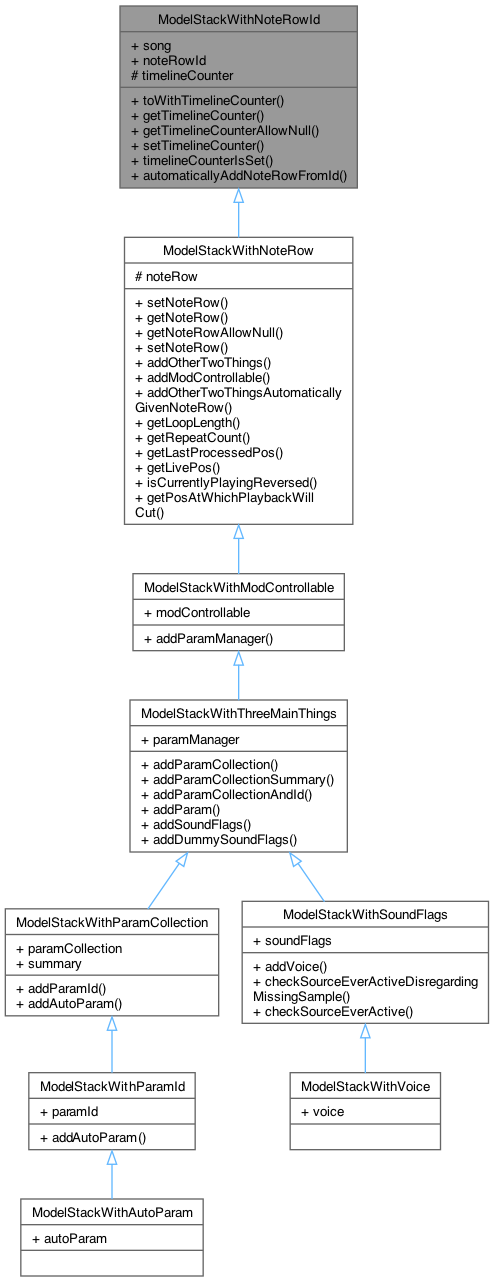 ModelStackWithNoteRowId
+ song
+ noteRowId
# timelineCounter
+ toWithTimelineCounter()
+ getTimelineCounter()
+ getTimelineCounterAllowNull()
+ setTimelineCounter()
+ timelineCounterIsSet()
+ automaticallyAddNoteRowFromId()
ModelStackWithNoteRow
# noteRow
+ setNoteRow()
+ getNoteRow()
+ getNoteRowAllowNull()
+ setNoteRow()
+ addOtherTwoThings()
+ addModControllable()
+ addOtherTwoThingsAutomatically
GivenNoteRow()
+ getLoopLength()
+ getRepeatCount()
+ getLastProcessedPos()
+ getLivePos()
+ isCurrentlyPlayingReversed()
+ getPosAtWhichPlaybackWill
Cut()
ModelStackWithModControllable
+ modControllable
+ addParamManager()
ModelStackWithThreeMainThings
+ paramManager
+ addParamCollection()
+ addParamCollectionSummary()
+ addParamCollectionAndId()
+ addParam()
+ addSoundFlags()
+ addDummySoundFlags()
ModelStackWithParamCollection
+ paramCollection
+ summary
+ addParamId()
+ addAutoParam()
ModelStackWithSoundFlags
+ soundFlags
+ addVoice()
+ checkSourceEverActiveDisregarding
MissingSample()
+ checkSourceEverActive()
ModelStackWithParamId
+ paramId
+ addAutoParam()
ModelStackWithVoice
+ voice
ModelStackWithAutoParam
+ autoParam